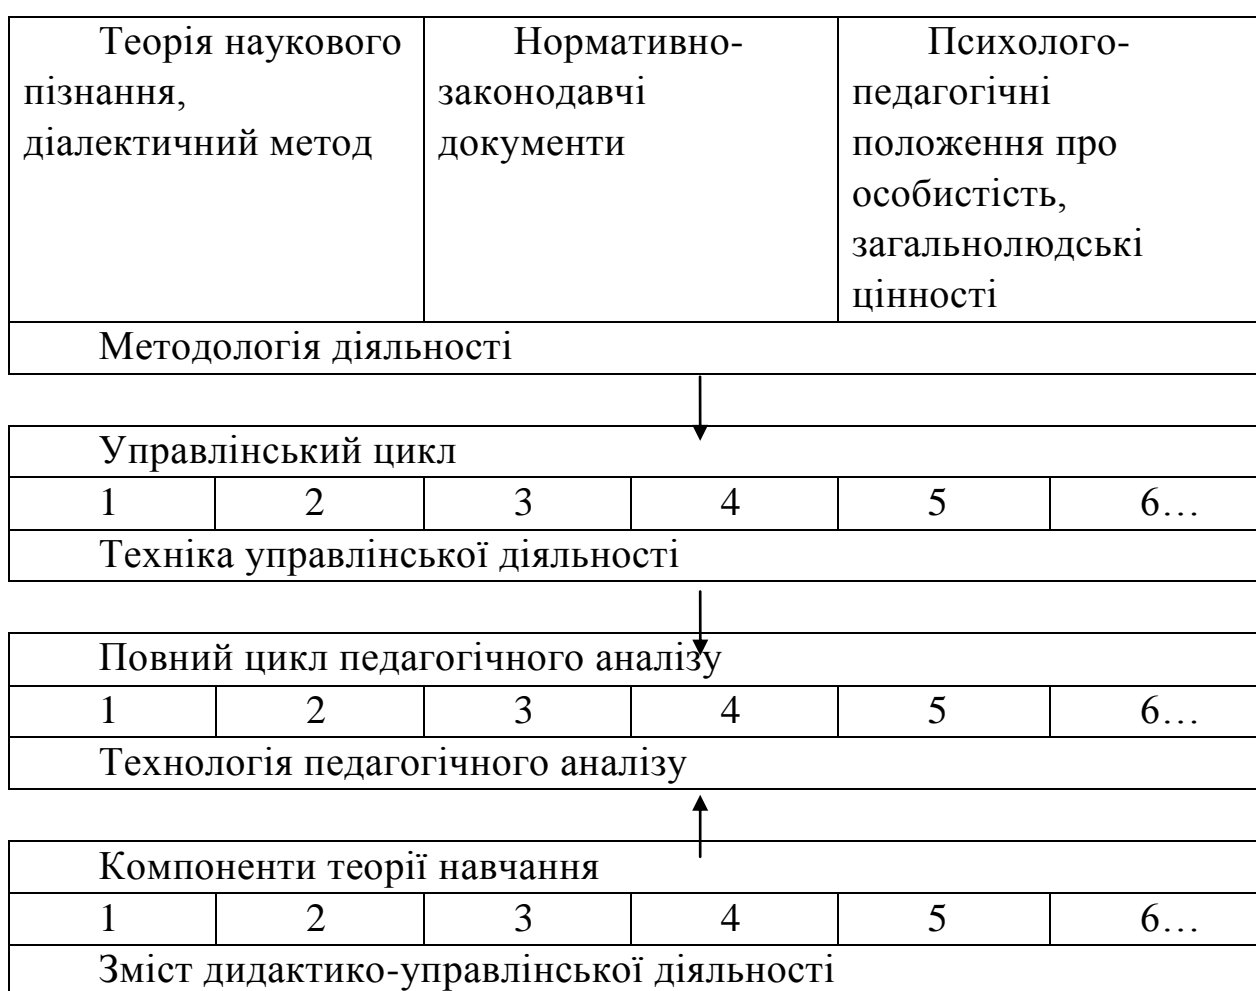 Теорія наукового
пізнання,
діалектичний метод
Нормативно-
законодавчі
документи
Психолого-
педагогічні
положення про
особистість,
загальнолюдські
цінності
Методологія діяльності
Управлінський цикл
1 2 3 4 5 6…
Техніка управлінської діяльності
Повний цикл педагогічного аналізу
1 2 3 4 5 6…
Технологія педагогічного аналізу
Компоненти теорії навчання
1 2 3 4 5 6…
Зміст дидактико-управлінської діяльності